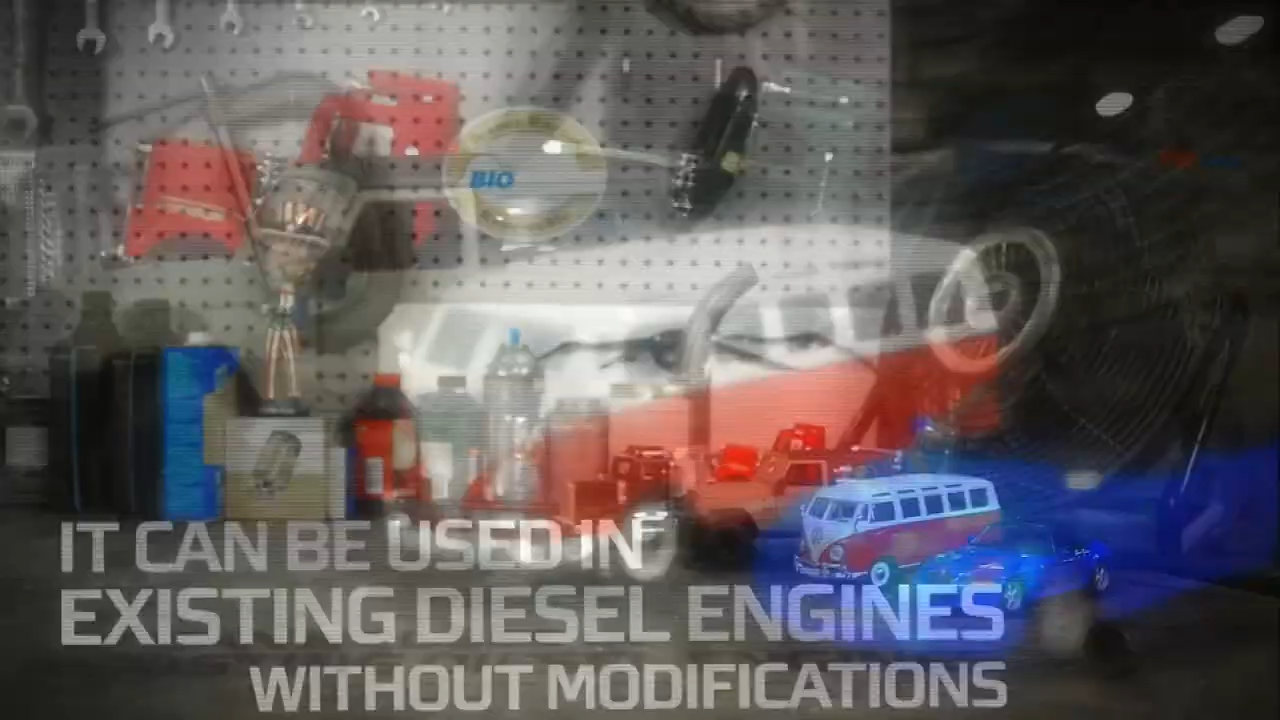 BIO
IT CAN BE USED IN
EXISTING DIESEL ENGINES
WITHOUT MODIFICATIONS